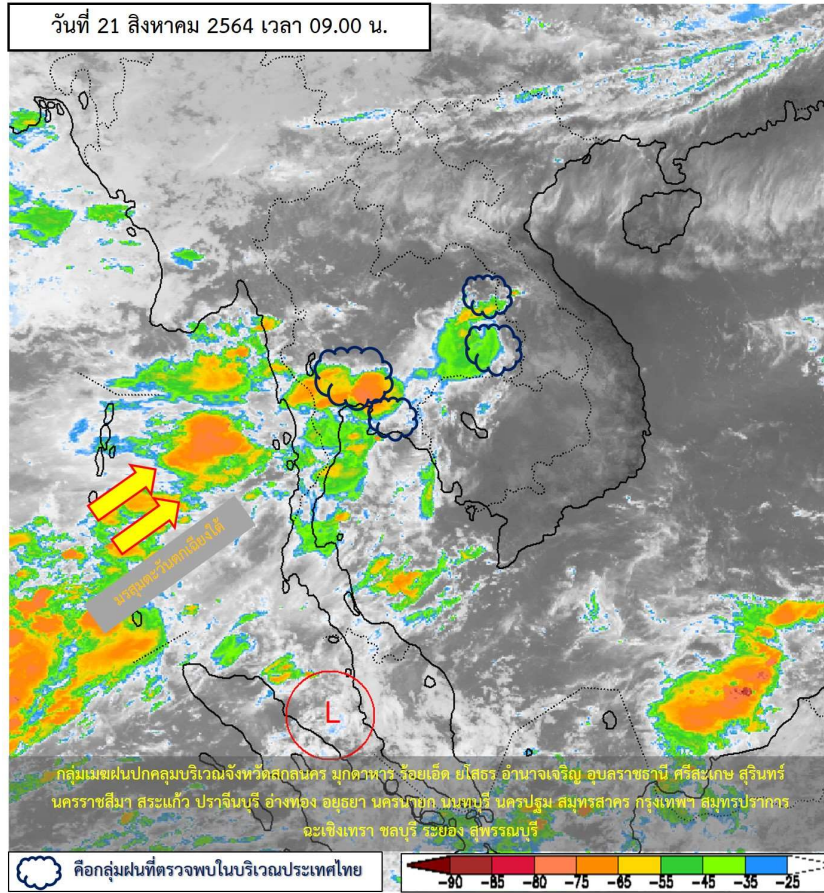 วันที่ 21 สิงหาคม 2564 เวลา 09.00 น.
มรสุมตะวันตกเฉียงใต้
L
กลุ่มเมฆฝนปกคลุมบริเวณจังหวัดสกลนคร มุกดาหาร ร้อยเอ็ด ยโสธร อำนาจเจริญ อุบลราชธานี ศรีสะเกษ สุรินทร์
นครราชสีมา สระแก้ว ปราจีนบุรี อ่างทอง อยุธยา นครนายก นนทบุรี นครปฐม สมุทรสาคร กรุงเทพฯ สมุทรปราการ
ฉะเชิงเทรา ชลบุรี ระยอง สุพรรณบุรี
คือกลุ่มฝนที่ตรวจพบในบริเวณประเทศไทย
-90 -85 -80 -75 -65 -55 -45 35 25